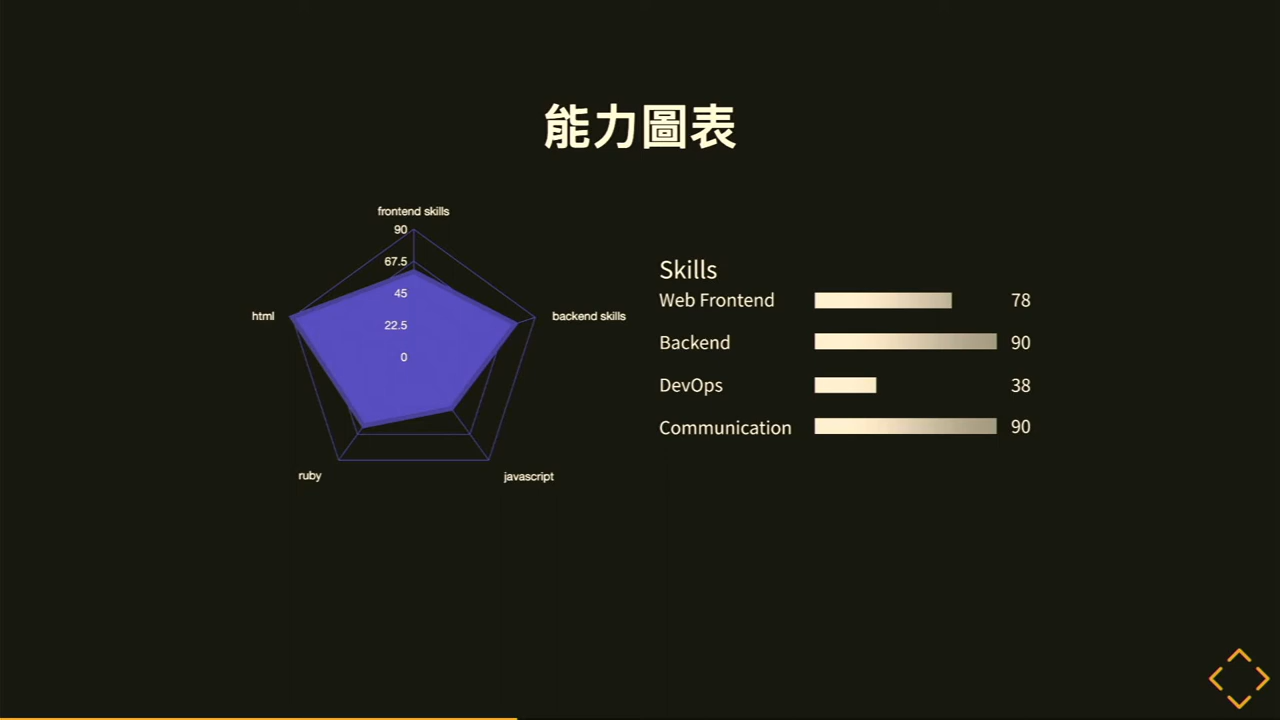 能力圖表
frontend skills
90
67.5
45
22.5
0
html
backend skills
ruby
javascript
Skills
Web Frontend 78
Backend 90
DevOps 38
Communication 90